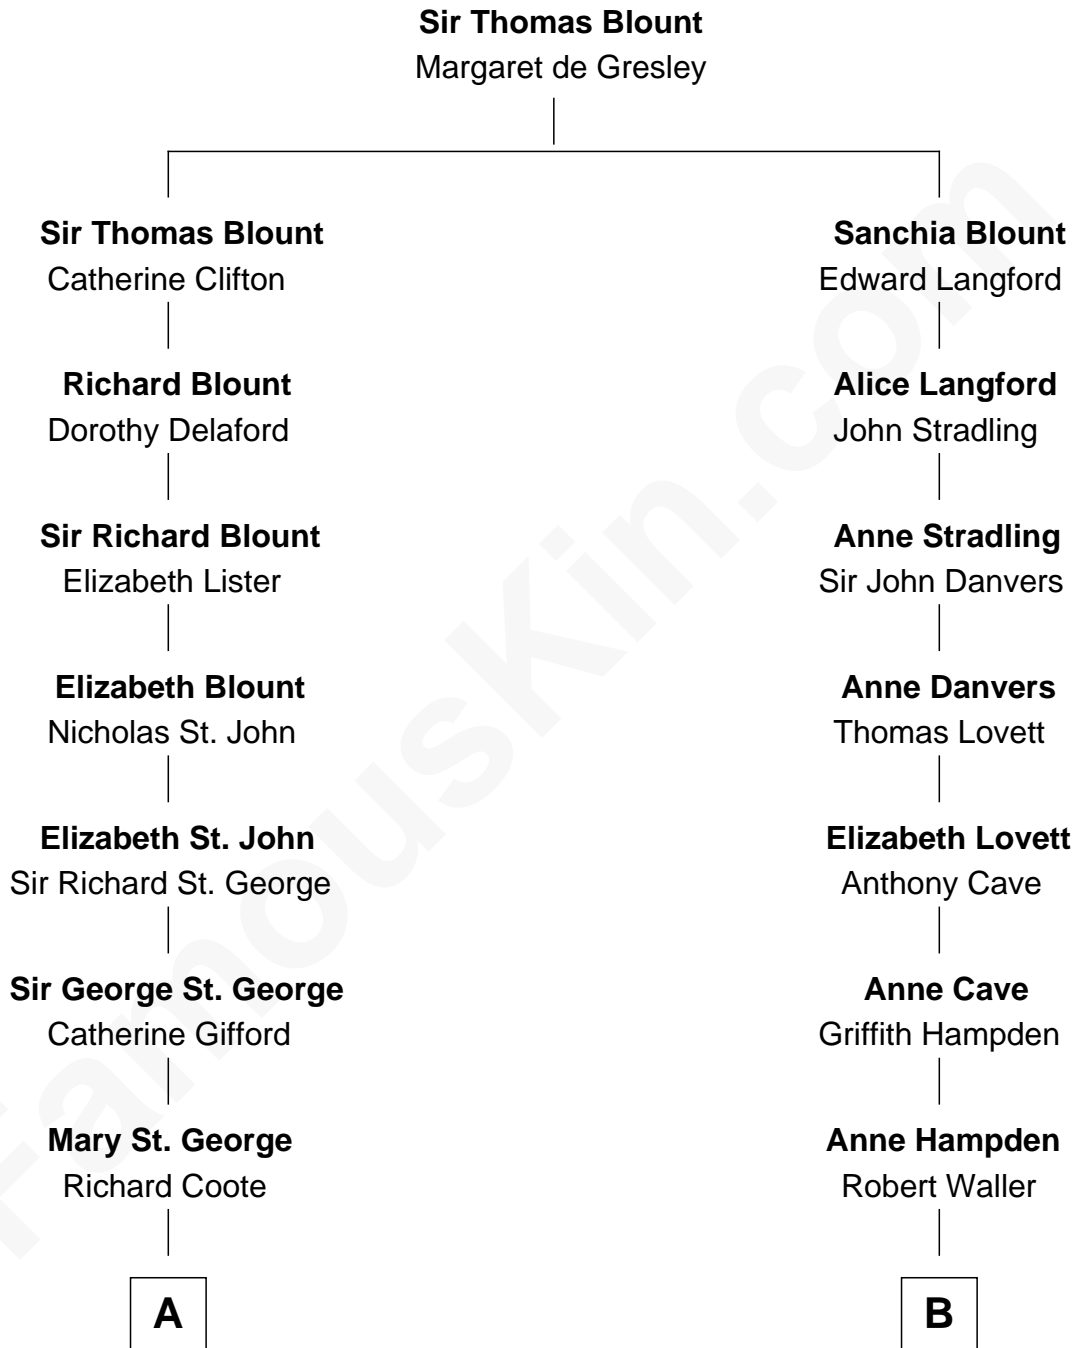 Sir Thomas Blount
Margaret de Gresley
Sir Thomas Blount
Catherine Clifton
Sanchia Blount
Edward Langford
Richard Blount
Dorothy Delaford
Alice Langford
John Stradling
Sir Richard Blount
Elizabeth Lister
Anne Stradling
Sir John Danvers
Elizabeth Blount
Nicholas St. John
Anne Danvers
Thomas Lovett
Elizabeth St. John
Sir Richard St. George
Elizabeth Lovett
Anthony Cave
Sir George St. George
Catherine Gifford
Anne Cave
Griffith Hampden
Mary St. George
Richard Coote
Anne Hampden
Robert Waller
A
B
FamousKin.com